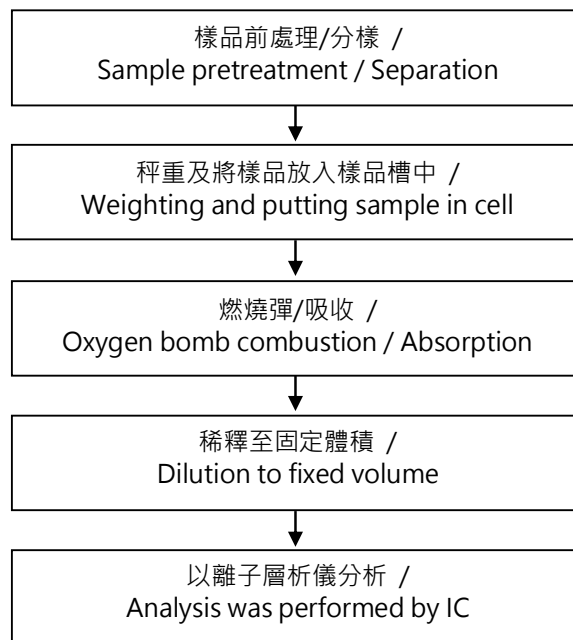 樣品前處理/分樣 /
Sample pretreatment / Separation
秤重及將樣品放入樣品槽中 /
Weighting and putting sample in cell
燃燒彈/吸收 /
Oxygen bomb combustion / Absorption
稀釋至固定體積 /
Dilution to fixed volume
以離子層析儀分析 /
Analysis was performed by IC